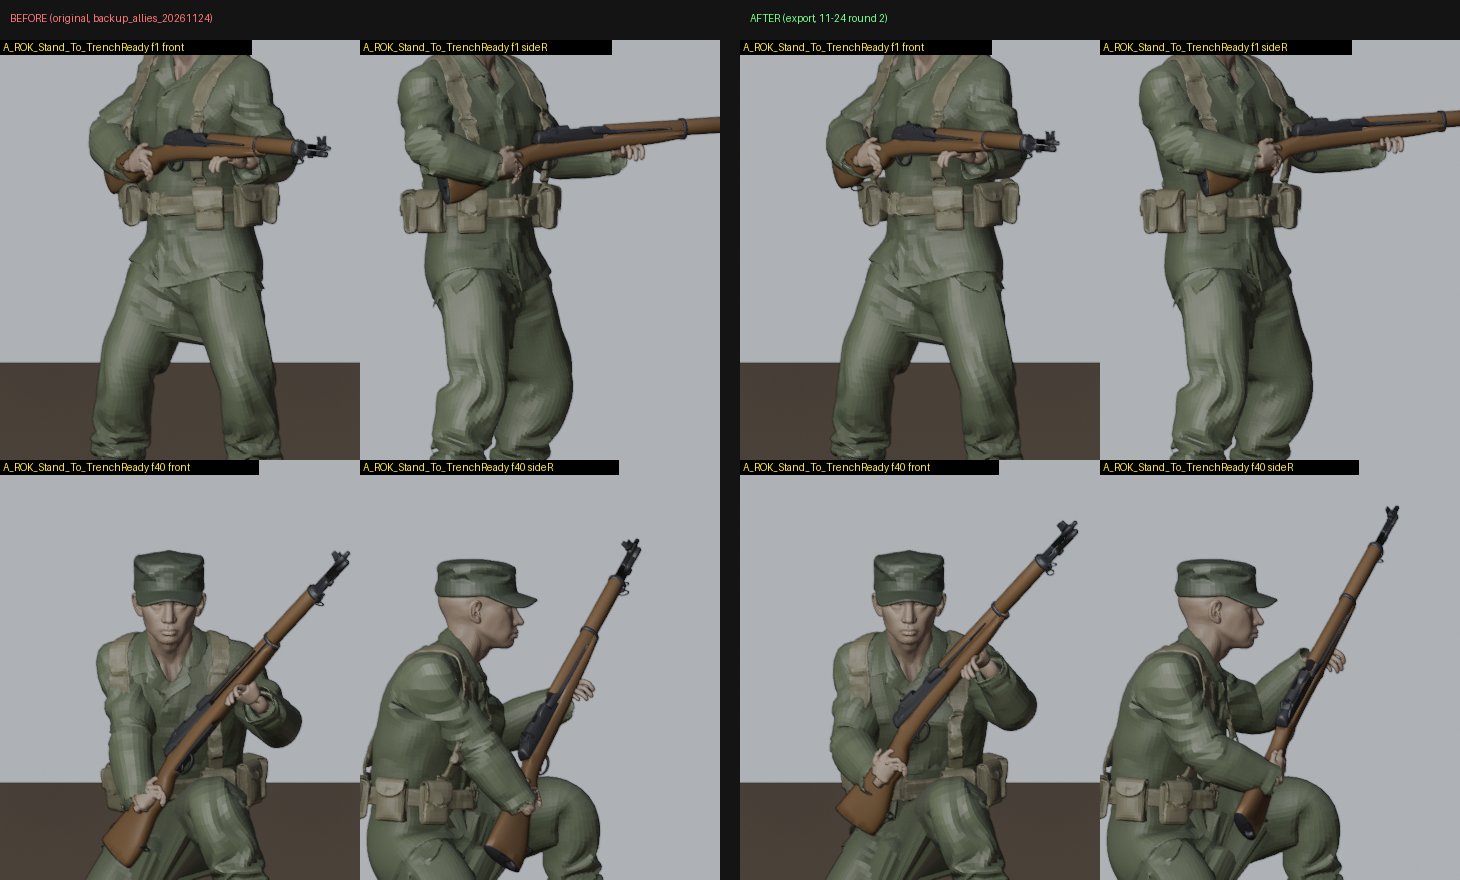 BEFORE (original, backup_allies_20261124)
AFTER (export, 11-24 round 2)
A_ROK_Stand_To_TrenchReady f1 front
A_ROK_Stand_To_TrenchReady f1 sideR
A_ROK_Stand_To_TrenchReady f1 front
A_ROK_Stand_To_TrenchReady f1 sideR
A_ROK_Stand_To_TrenchReady f40 front
A_ROK_Stand_To_TrenchReady f40 sideR
A_ROK_Stand_To_TrenchReady f40 front
A_ROK_Stand_To_TrenchReady f40 sideR